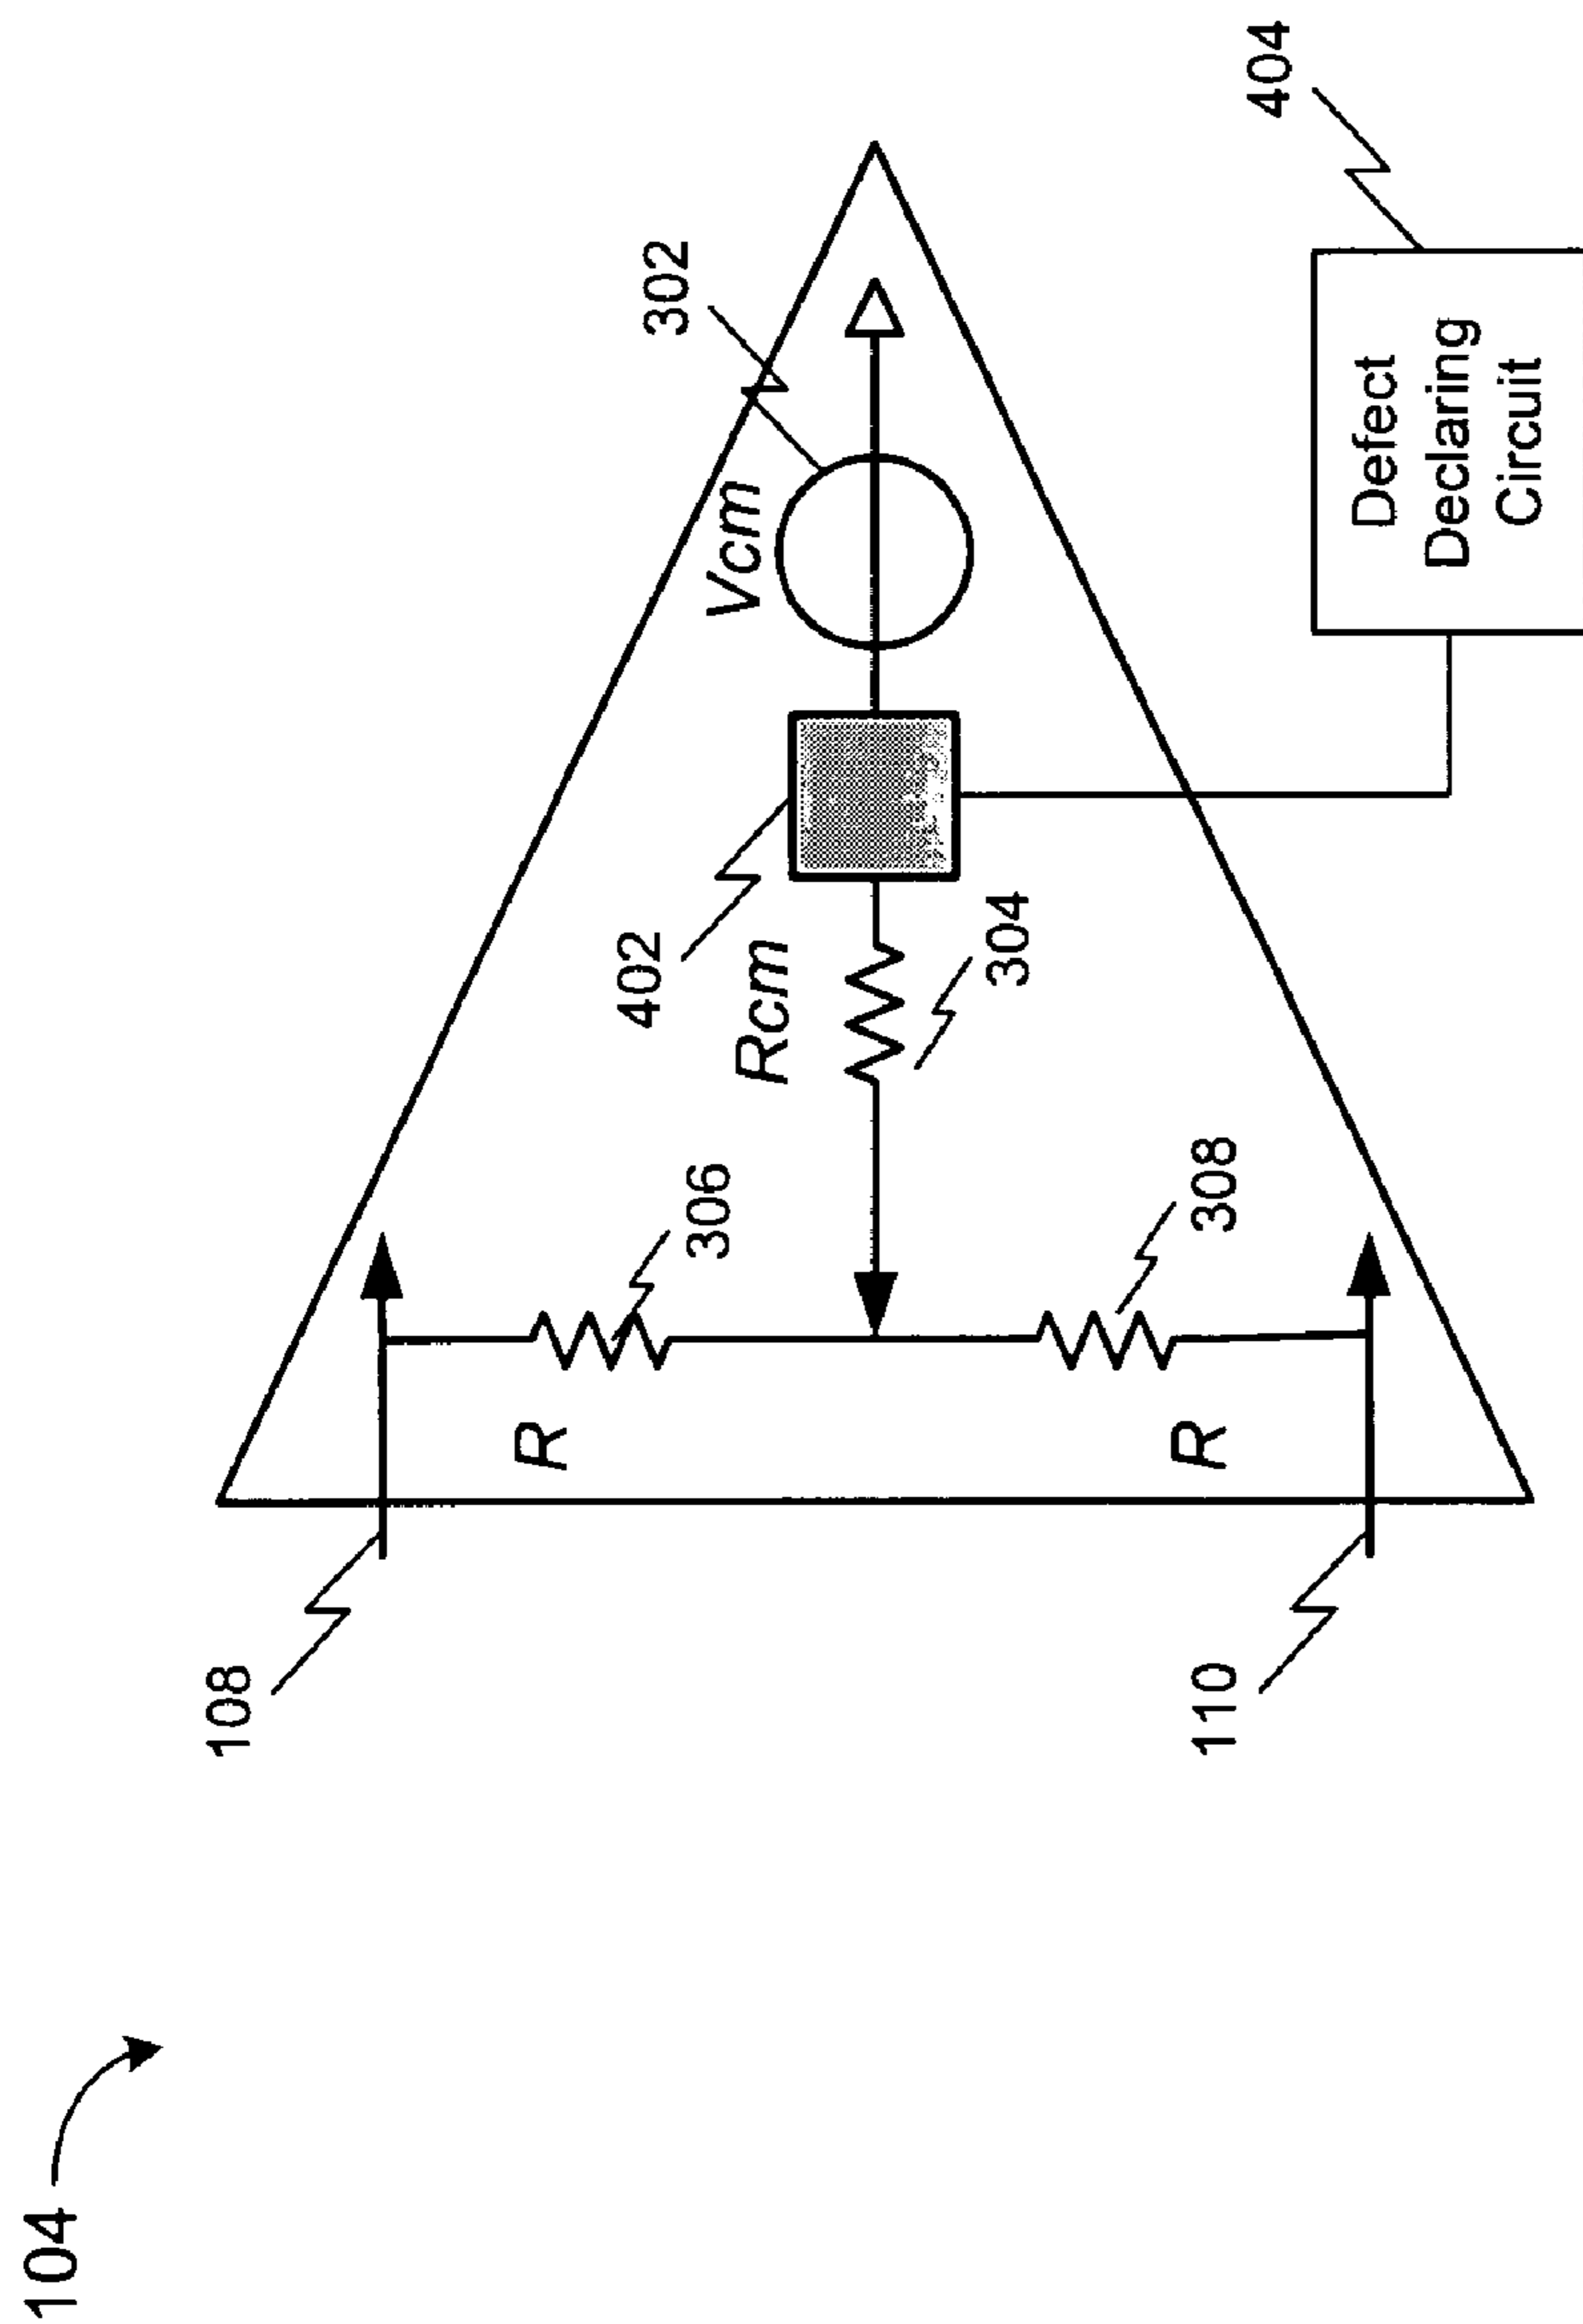 104
108
110
R
R
306
308
Rcm
304
402
Vcm
302
404
Defect
Declaring
Circuit